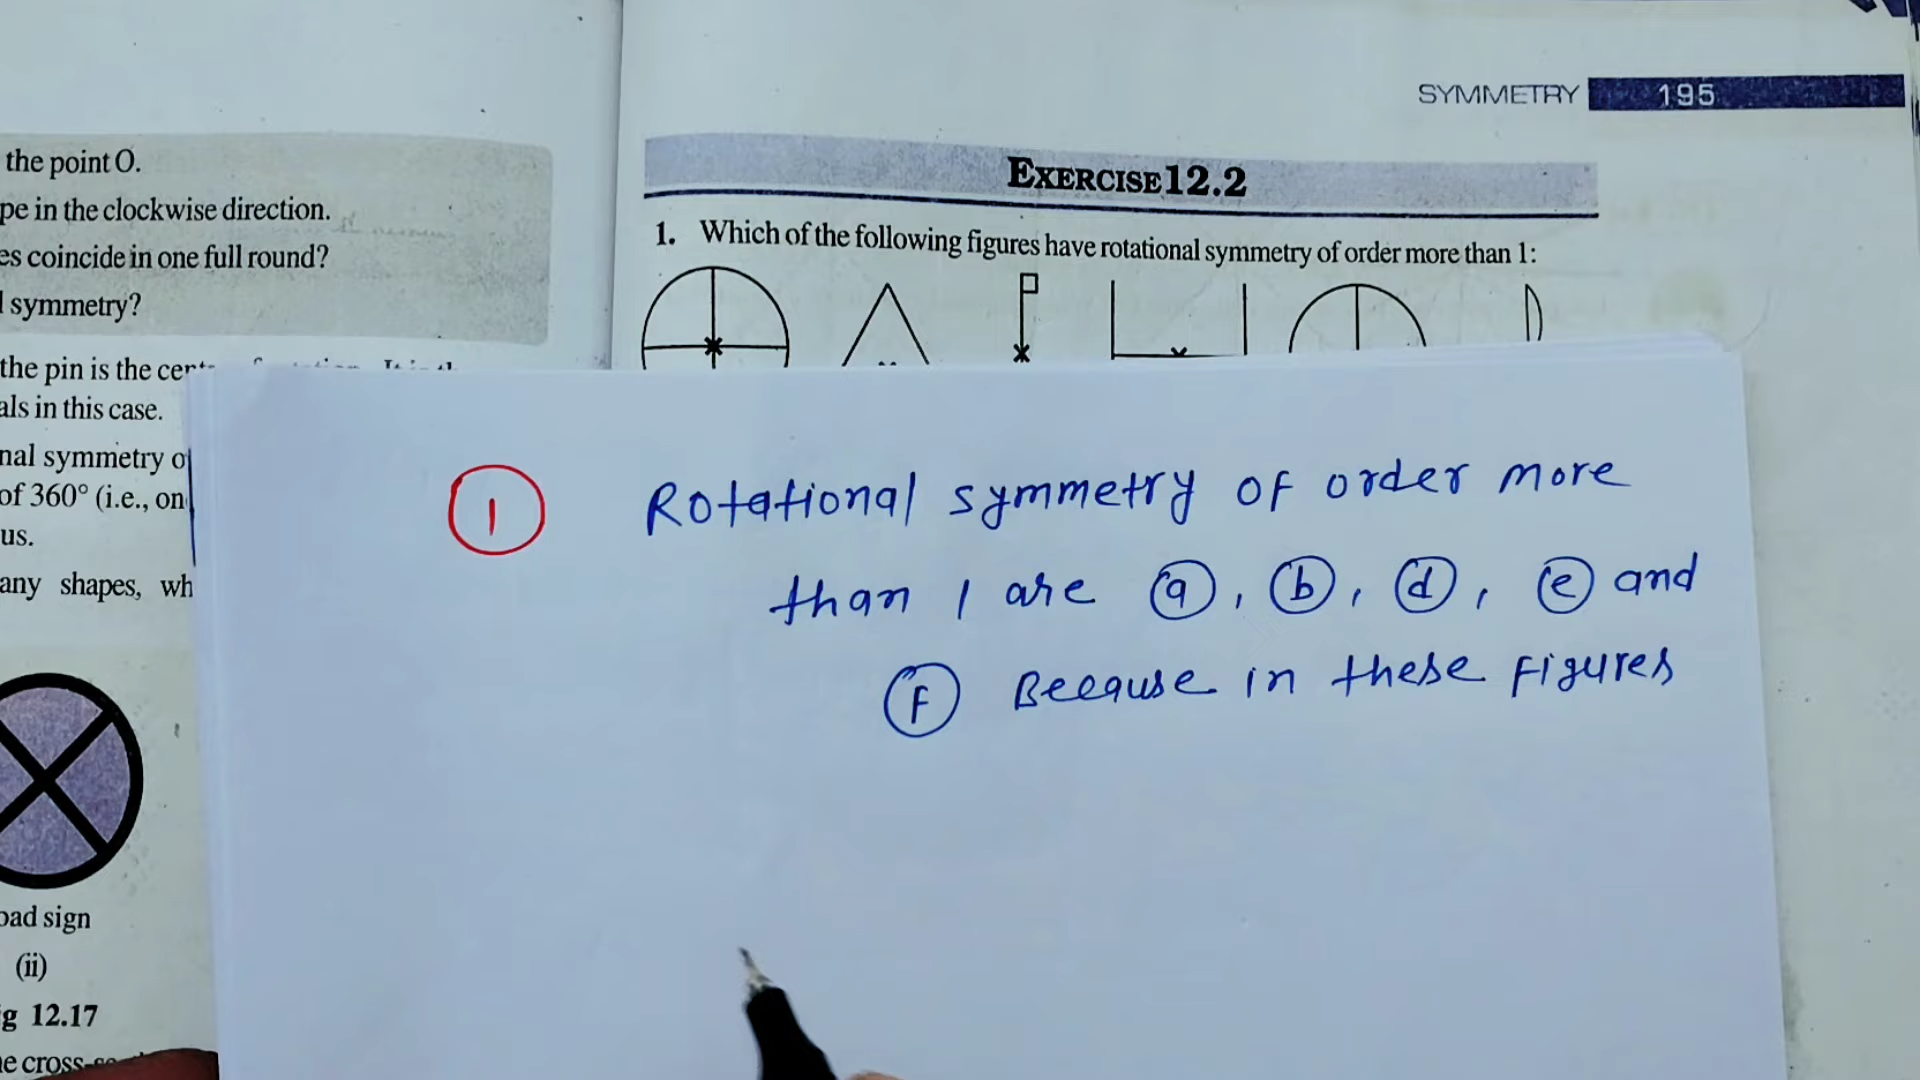 the point O.
pe in the clockwise direction.
es coincide in one full round?
symmetry?
the pin is the
als in this case.
nal symmetry
of 360° (i.e., on
us.
any shapes, wh
oad sign
(ii)
g 12.17
e
SYMMETRY 195
EXERCISE 12.2
1. Which of the following figures have rotational symmetry of order more than 1:
1 Rotational symmetry of order more
than 1 are a, b, d, e and
F Because in these Figures